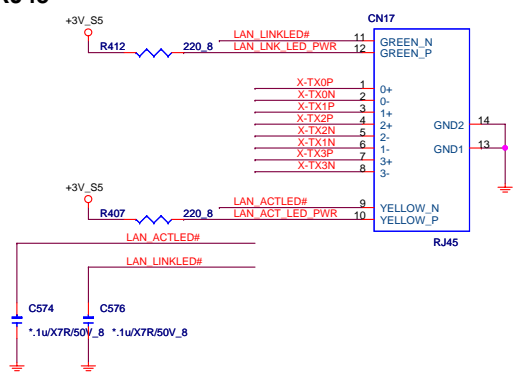 +3V_S5
CN17
LAN_LINKLED# 11 GREEN_N
R412 220_8 LAN_LNK_LED_PWR 12 GREEN_P
X-TX0P 1 0+
X-TX0N 2 0-
X-TX1P 3 1+
X-TX2P 4 2+
X-TX2N 5 2-
X-TX1N 6 1-
X-TX3P 7 3+
X-TX3N 8 3-
GND2 14
GND1 13
+3V_S5
LAN_ACTLED# 9 YELLOW_N
R407 220_8 LAN_ACT_LED_PWR 10 YELLOW_P
RJ45
LAN_ACTLED#
LAN_LINKLED#
C574 C576
*.1u/X7R/50V_8 *.1u/X7R/50V_8